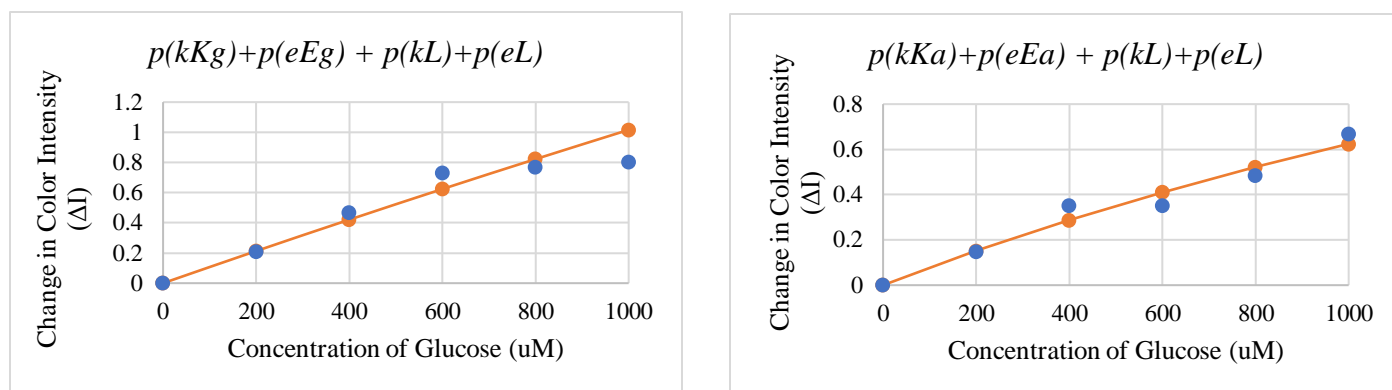 p(kKg)+p(eEg) + p(kL)+p(eL)
Change in Color Intensity
(ΔI)
1.2
1
0.8
0.6
0.4
0.2
0
0 200 400 600 800 1000
Concentration of Glucose (uM)
p(kKa)+p(eEa) + p(kL)+p(eL)
Change in Color Intensity
(ΔI)
0.8
0.6
0.4
0.2
0
0 200 400 600 800 1000
Concentration of Glucose (uM)